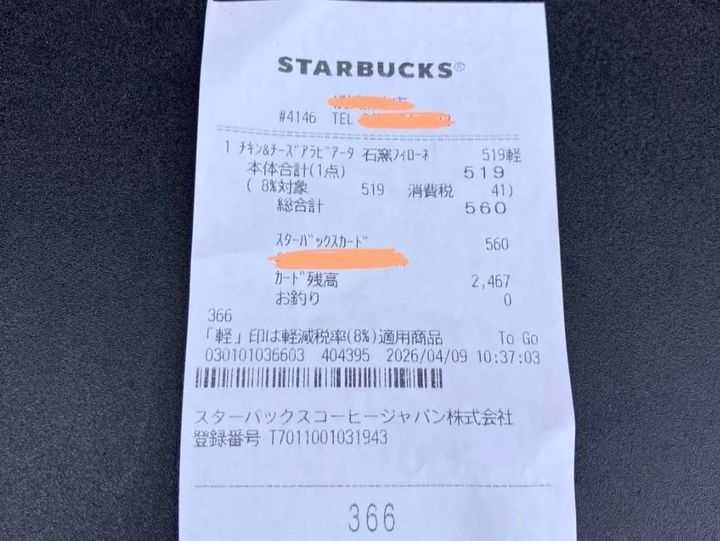 STARBUCKS®
#4146 TEL
1 ﾁｷﾝ&ﾁｰｽﾞｱﾗﾋﾞｱｰﾀ 石窯ﾌｨﾛｰﾈ 519軽
本体合計(1点) 519
( 8%対象 519 消費税 41)
総合計 560
ｽﾀｰﾊﾞｯｸｽｶｰﾄﾞ 560
ｶｰﾄﾞ残高 2,467
お釣り 0
366
「軽」印は軽減税率(8%)適用商品 To Go
030101036603 404395 2026/04/09 10:37:03
スターバックスコーヒージャパン株式会社
登録番号 T7011001031943
366